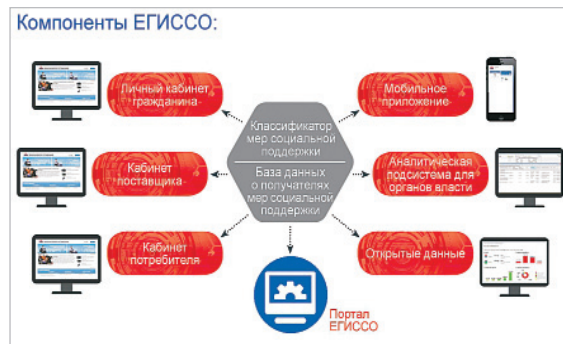 Компоненты ЕГИССО:
Личный кабинет
гражданина
Мобильное
приложение
Классификатор
мер социальной
поддержки
База данных
о получателях
мер социальной
поддержки
Кабинет
поставщика
Аналитическая
подсистема для
органов власти
Кабинет
потребителя
Открытые данные
Портал
ЕГИССО